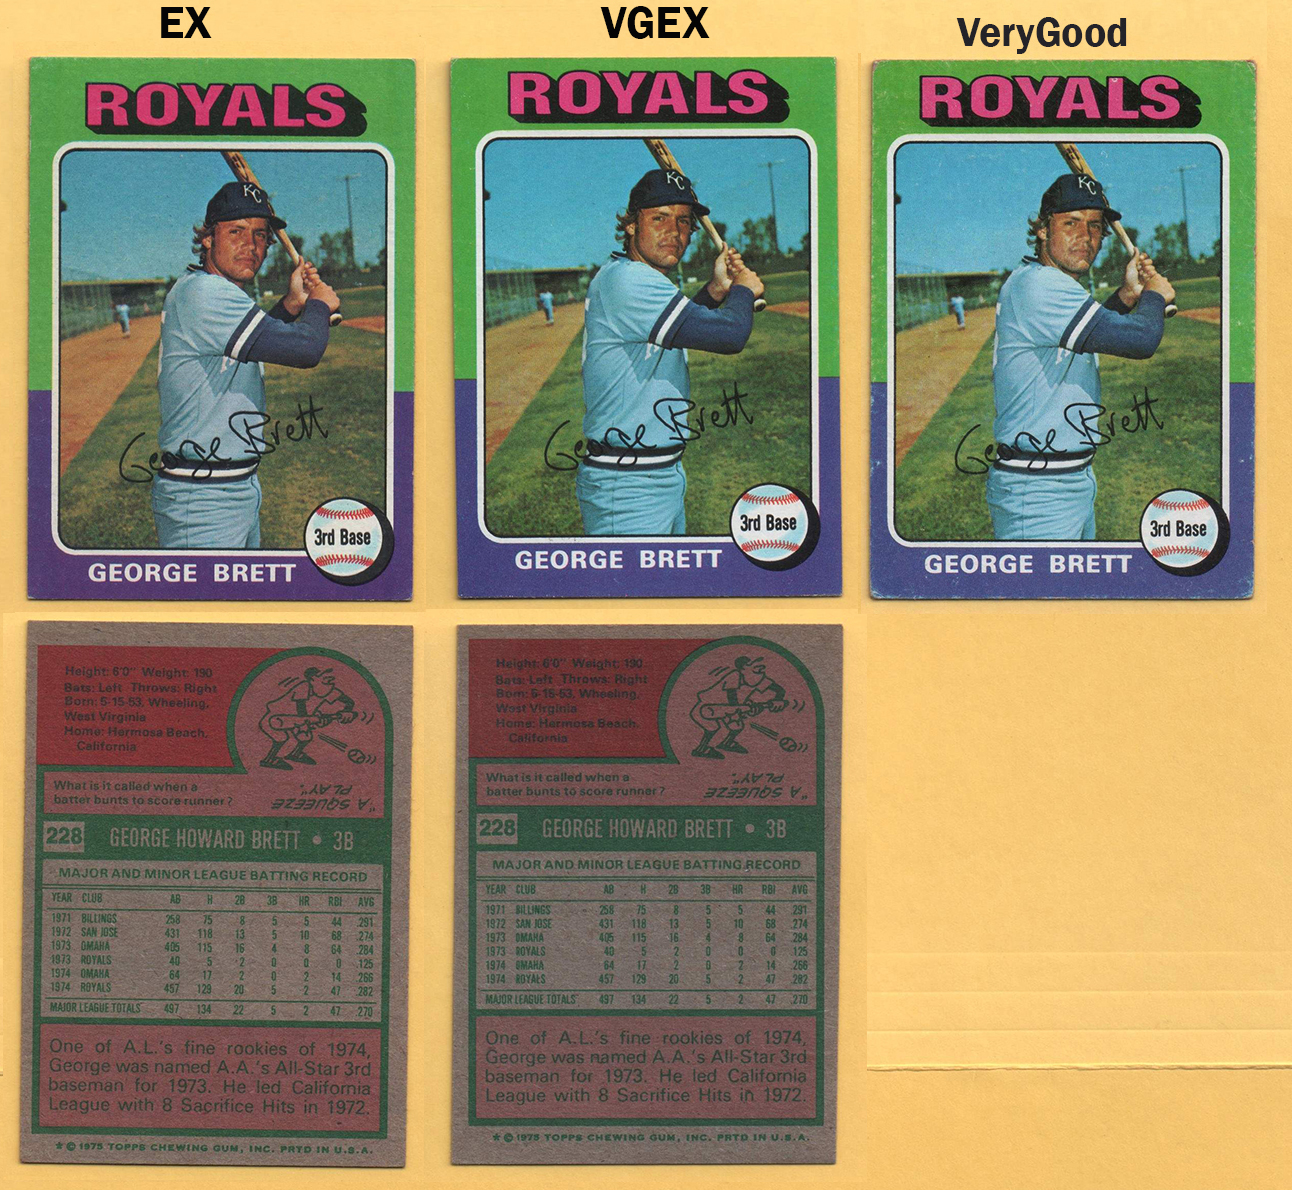 EX
VGEX
VeryGood
ROYALS
KC
George Brett
3rd Base
GEORGE BRETT
ROYALS
KC
George Brett
3rd Base
GEORGE BRETT
ROYALS
KC
George Brett
3rd Base
GEORGE BRETT
Height: 6'0" Weight: 190
Bats: Left Throws: Right
Born: 5-15-53, Wheeling,
West Virginia
Home: Hermosa Beach,
California
What is it called when a
batter bunts to score runner?
"A SQUEEZE
PLAY".
228 GEORGE HOWARD BRETT • 3B
MAJOR AND MINOR LEAGUE BATTING RECORD
YEAR CLUB AB H 2B 3B HR RBI AVG
1971 BILLINGS 258 75 8 5 5 44 .291
1972 SAN JOSE 431 118 13 5 10 68 .274
1973 OMAHA 405 115 16 4 8 64 .284
1973 ROYALS 40 5 2 0 0 0 .125
1974 OMAHA 64 17 2 0 2 14 .266
1974 ROYALS 457 129 20 5 2 47 .282
MAJOR LEAGUE TOTALS 497 134 22 5 2 47 .270
One of A.L.'s fine rookies of 1974,
George was named A.A.'s All-Star 3rd
baseman for 1973. He led California
League with 8 Sacrifice Hits in 1972.
★ © 1975 TOPPS CHEWING GUM, INC. PRTD IN U.S.A.
Height: 6'0" Weight: 190
Bats: Left Throws: Right
Born: 5-15-53, Wheeling,
West Virginia
Home: Hermosa Beach,
California
What is it called when a
batter bunts to score runner?
"A SQUEEZE
PLAY".
228 GEORGE HOWARD BRETT • 3B
MAJOR AND MINOR LEAGUE BATTING RECORD
YEAR CLUB AB H 2B 3B HR RBI AVG
1971 BILLINGS 258 75 8 5 5 44 .291
1972 SAN JOSE 431 118 13 5 10 68 .274
1973 OMAHA 405 115 16 4 8 64 .284
1973 ROYALS 40 5 2 0 0 0 .125
1974 OMAHA 64 17 2 0 2 14 .266
1974 ROYALS 457 129 20 5 2 47 .282
MAJOR LEAGUE TOTALS 497 134 22 5 2 47 .270
One of A.L.'s fine rookies of 1974,
George was named A.A.'s All-Star 3rd
baseman for 1973. He led California
League with 8 Sacrifice Hits in 1972.
★ © 1975 TOPPS CHEWING GUM, INC. PRTD IN U.S.A.